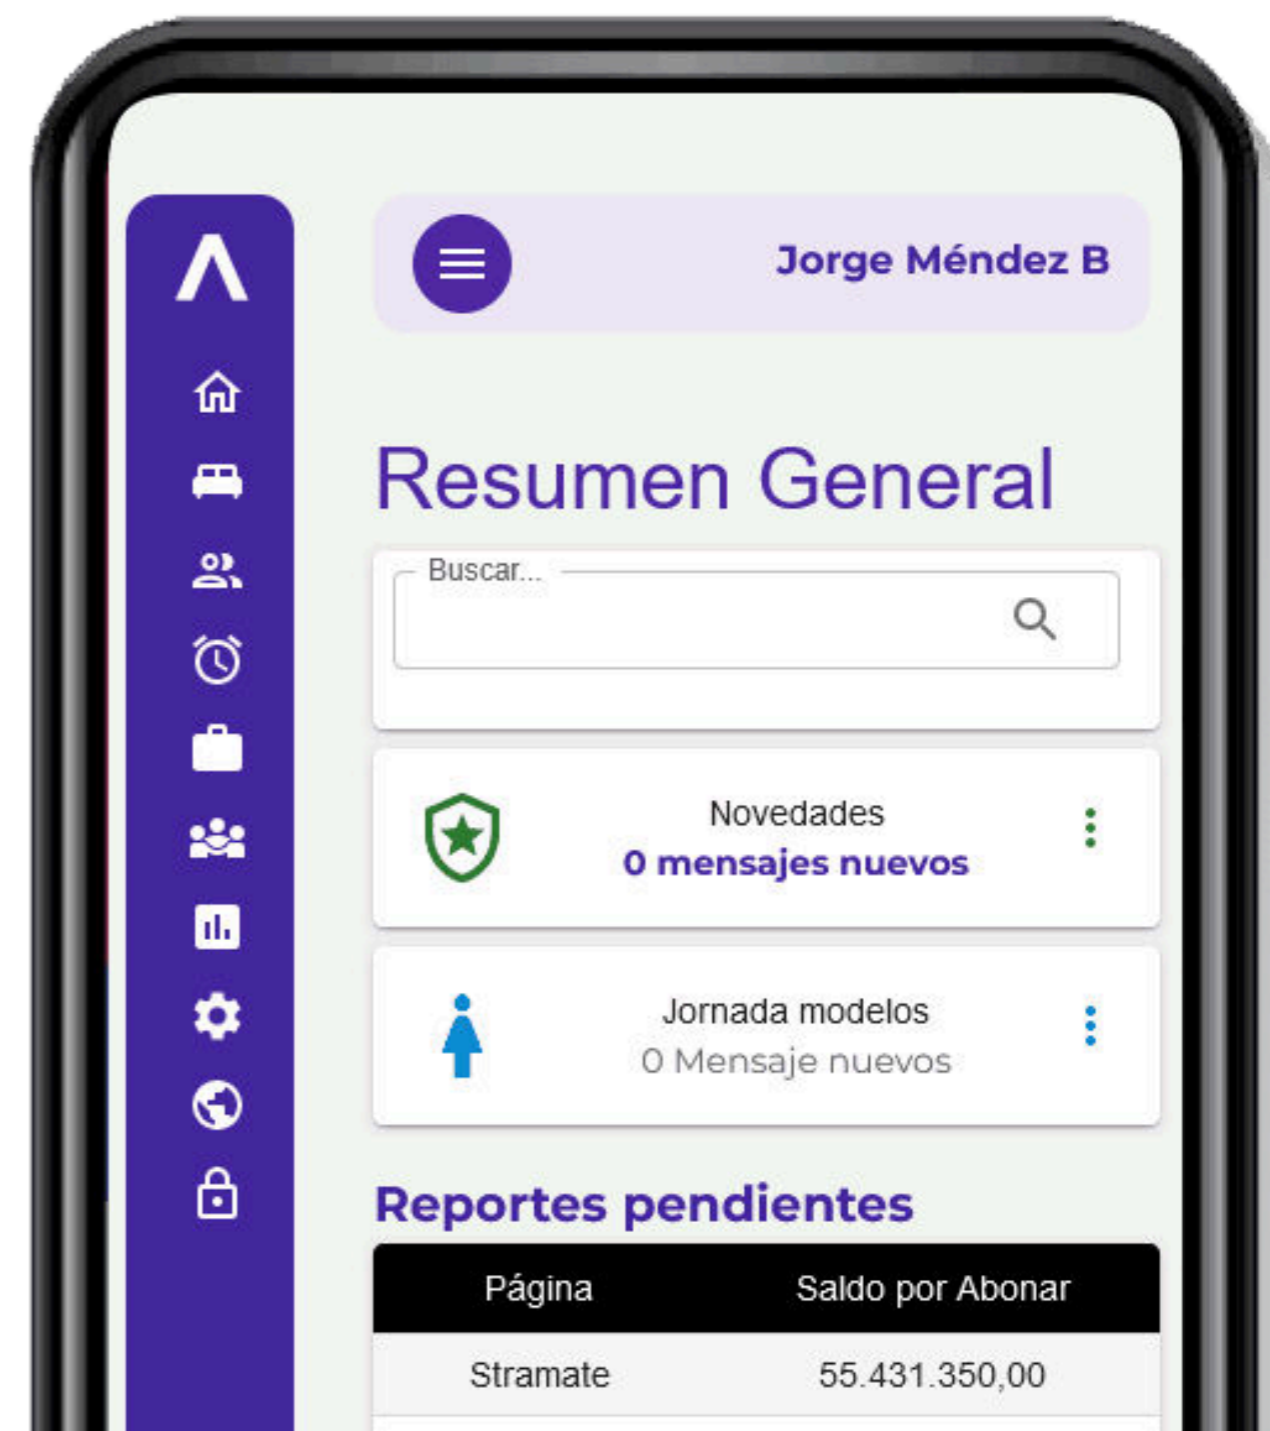 Jorge Méndez B
Resumen General
Buscar...
Novedades
0 mensajes nuevos
Jornada modelos
0 Mensaje nuevos
Reportes pendientes
Página Saldo por Abonar
Stramate 55.431.350,00